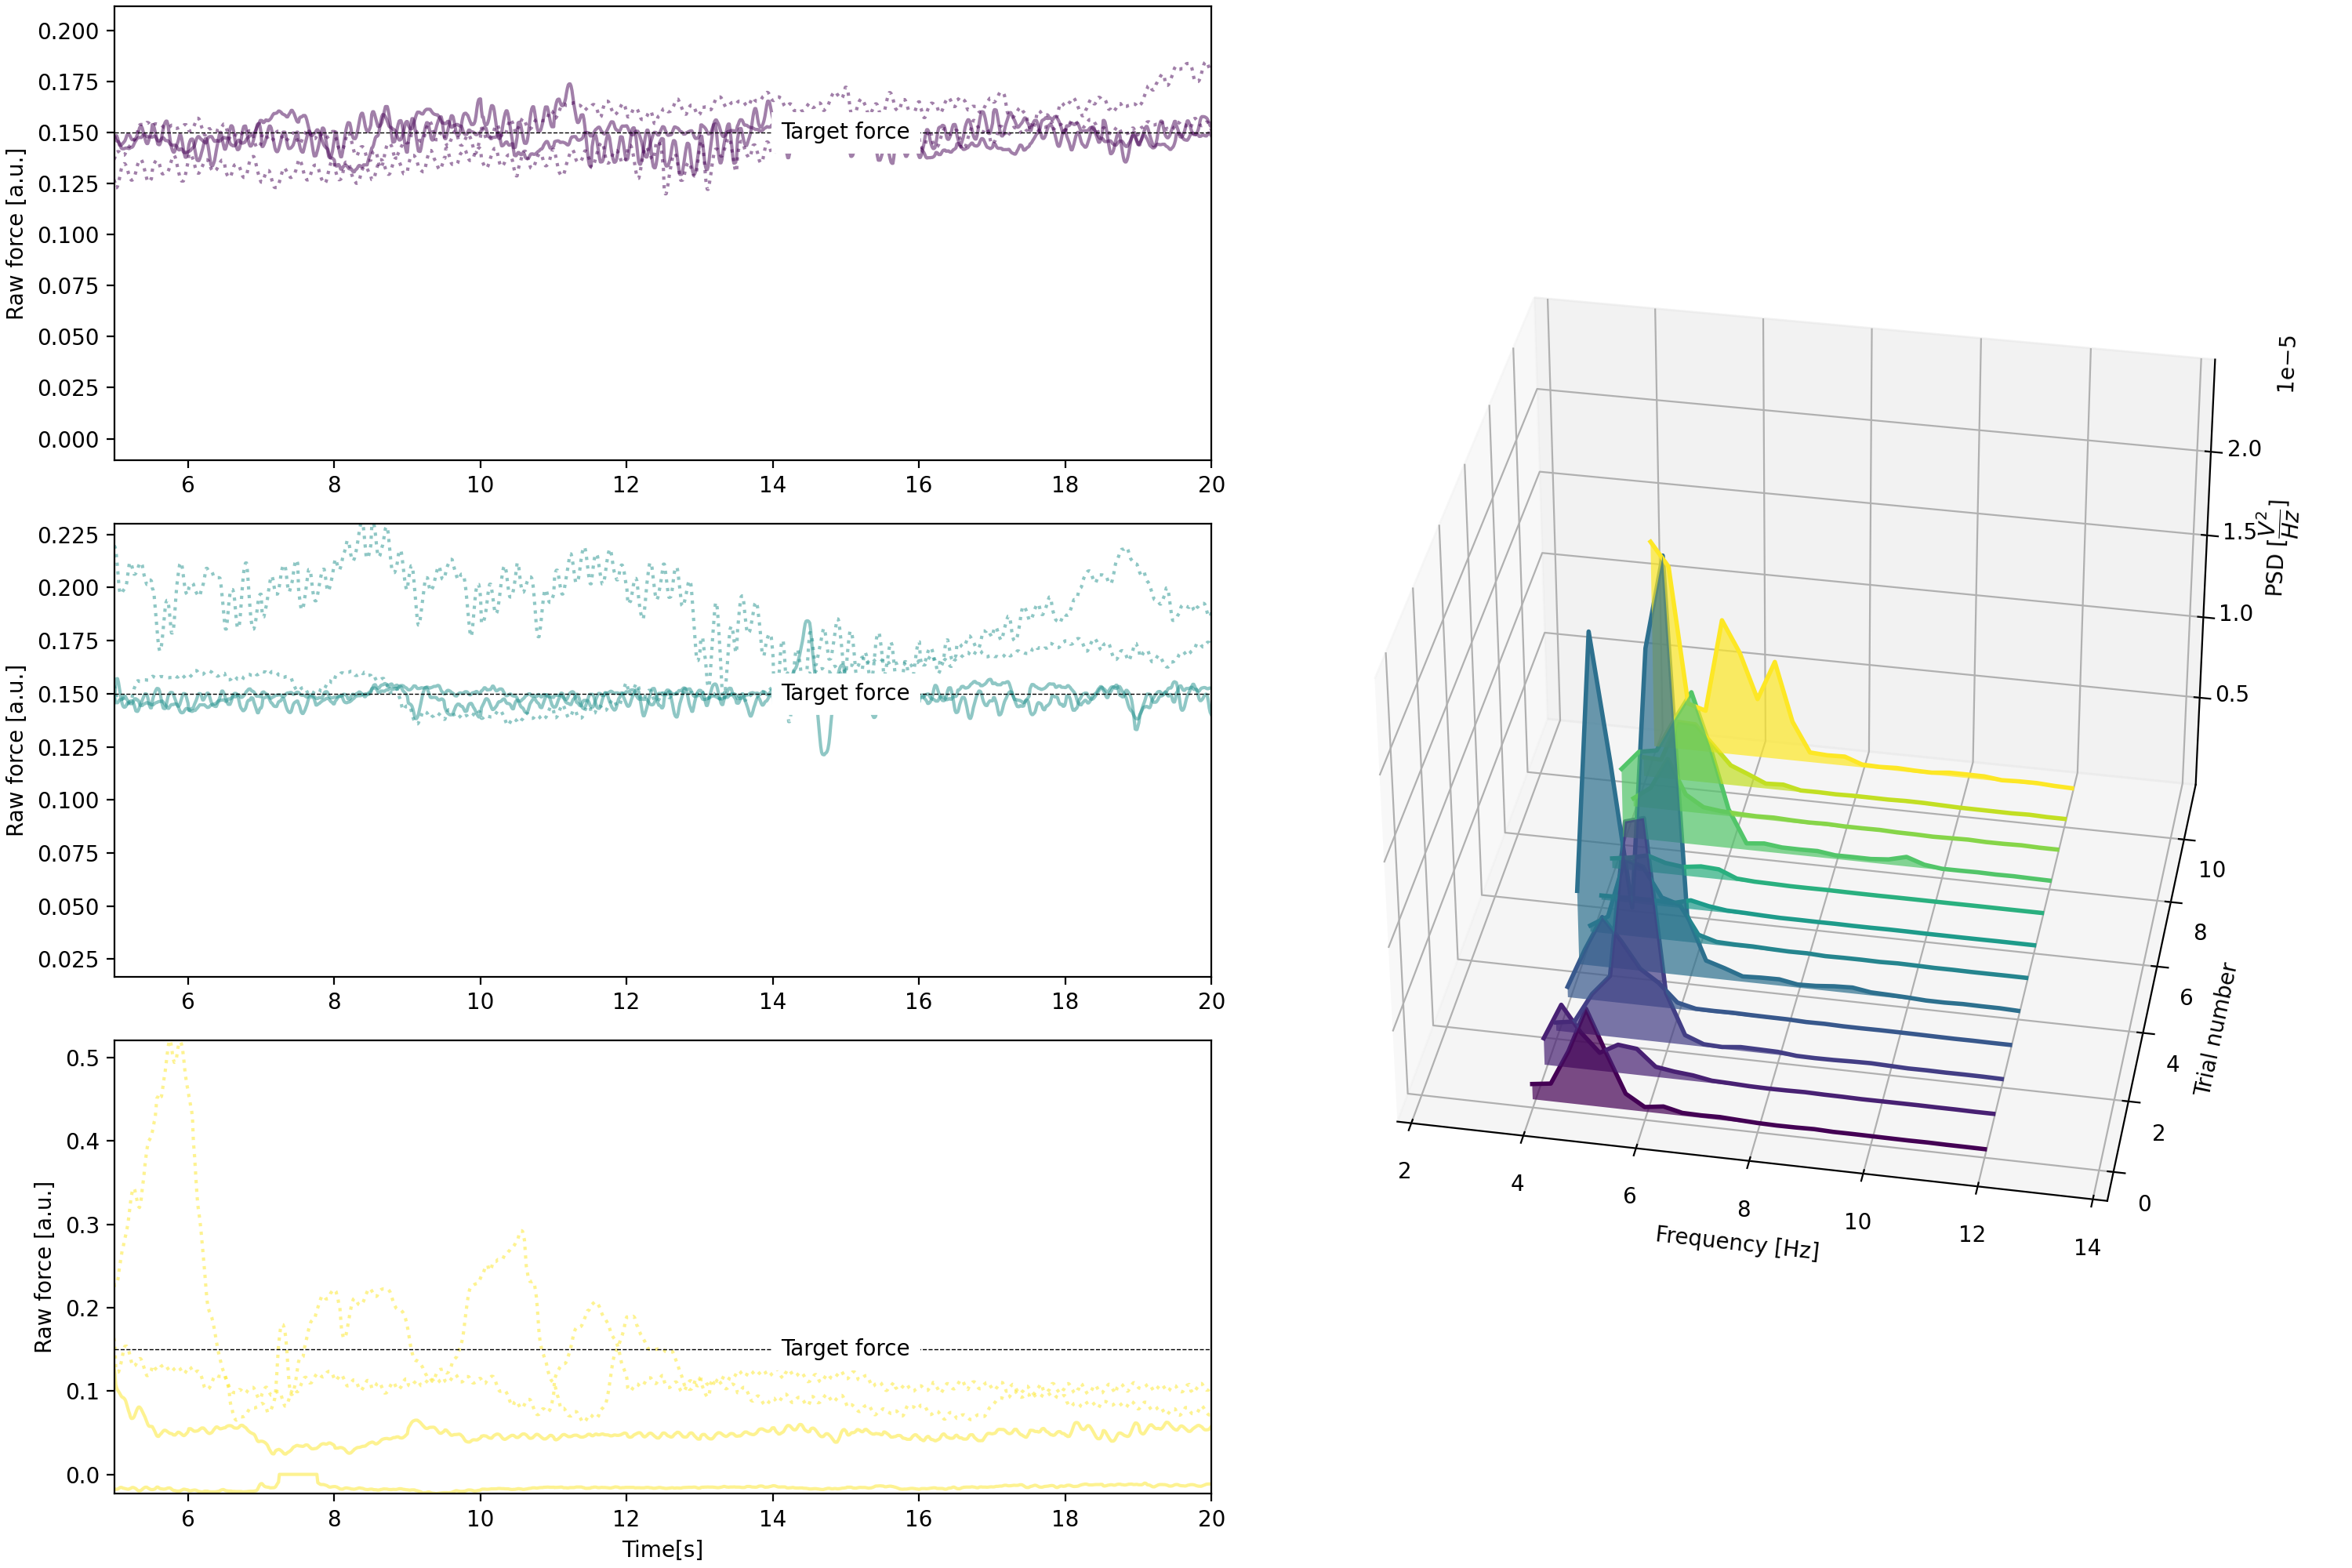 0.200
0.175
0.150
0.125
0.100
0.075
0.050
0.025
0.000
Raw force [a.u.]
Target force
6 8 10 12 14 16 18 20
0.225
0.200
0.175
0.150
0.125
0.100
0.075
0.050
0.025
Raw force [a.u.]
Target force
6 8 10 12 14 16 18 20
0.5
0.4
0.3
0.2
0.1
0.0
Raw force [a.u.]
Target force
6 8 10 12 14 16 18 20
Time[s]
1e−5
2.0
1.5
1.0
0.5
PSD [V²/Hz]
10
8
6
4
2
0
Trial number
2 4 6 8 10 12 14
Frequency [Hz]